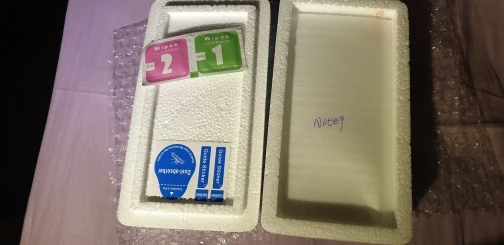 Wipes
2
Wipes
1
Note9
Dust-absorber
Guide Sticker
Guide Sticker